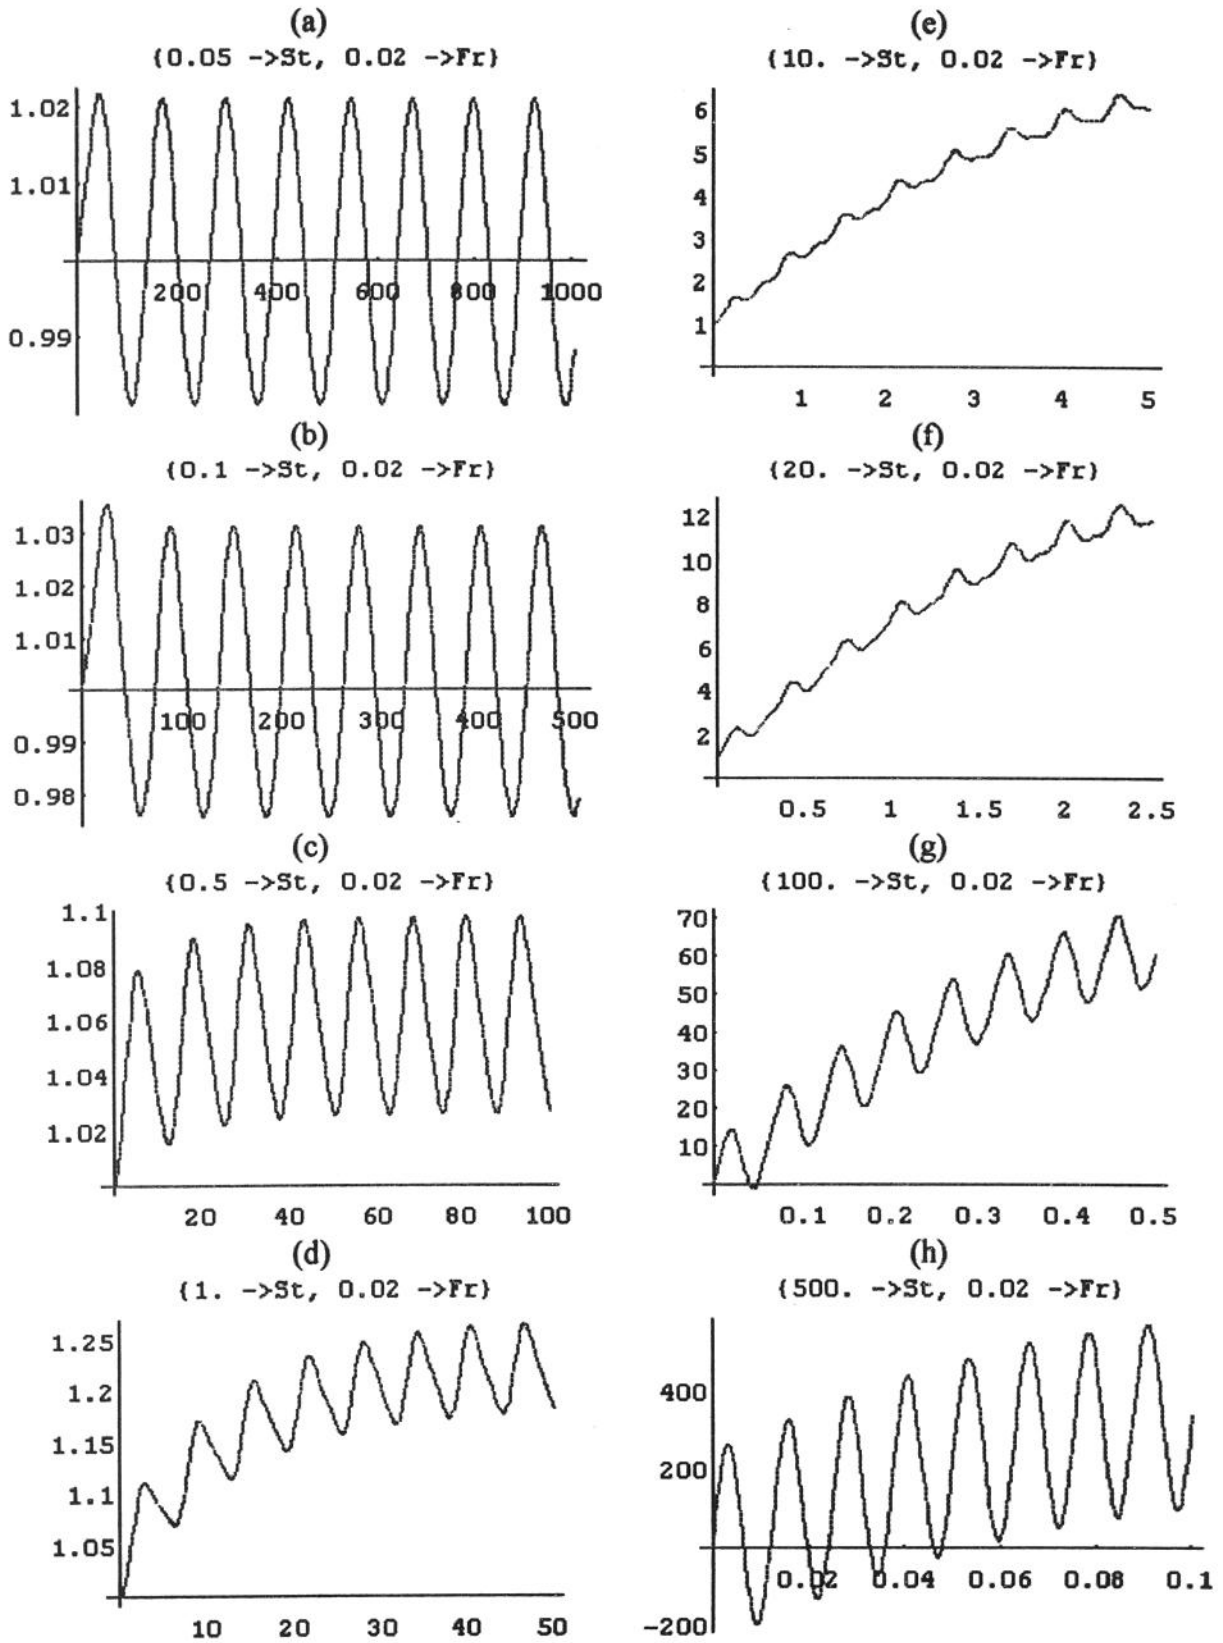 (a)
{0.05 ->St, 0.02 ->Fr}
1.02
1.01
0.99
200 400 600 800 1000
(b)
{0.1 ->St, 0.02 ->Fr}
1.03
1.02
1.01
0.99
0.98
100 200 300 400 500
(c)
{0.5 ->St, 0.02 ->Fr}
1.1
1.08
1.06
1.04
1.02
20 40 60 80 100
(d)
{1. ->St, 0.02 ->Fr}
1.25
1.2
1.15
1.1
1.05
10 20 30 40 50
(e)
{10. ->St, 0.02 ->Fr}
6
5
4
3
2
1
1 2 3 4 5
(f)
{20. ->St, 0.02 ->Fr}
12
10
8
6
4
2
0.5 1 1.5 2 2.5
(g)
{100. ->St, 0.02 ->Fr}
70
60
50
40
30
20
10
0.1 0.2 0.3 0.4 0.5
(h)
{500. ->St, 0.02 ->Fr}
400
200
-200
0.02 0.04 0.06 0.08 0.1